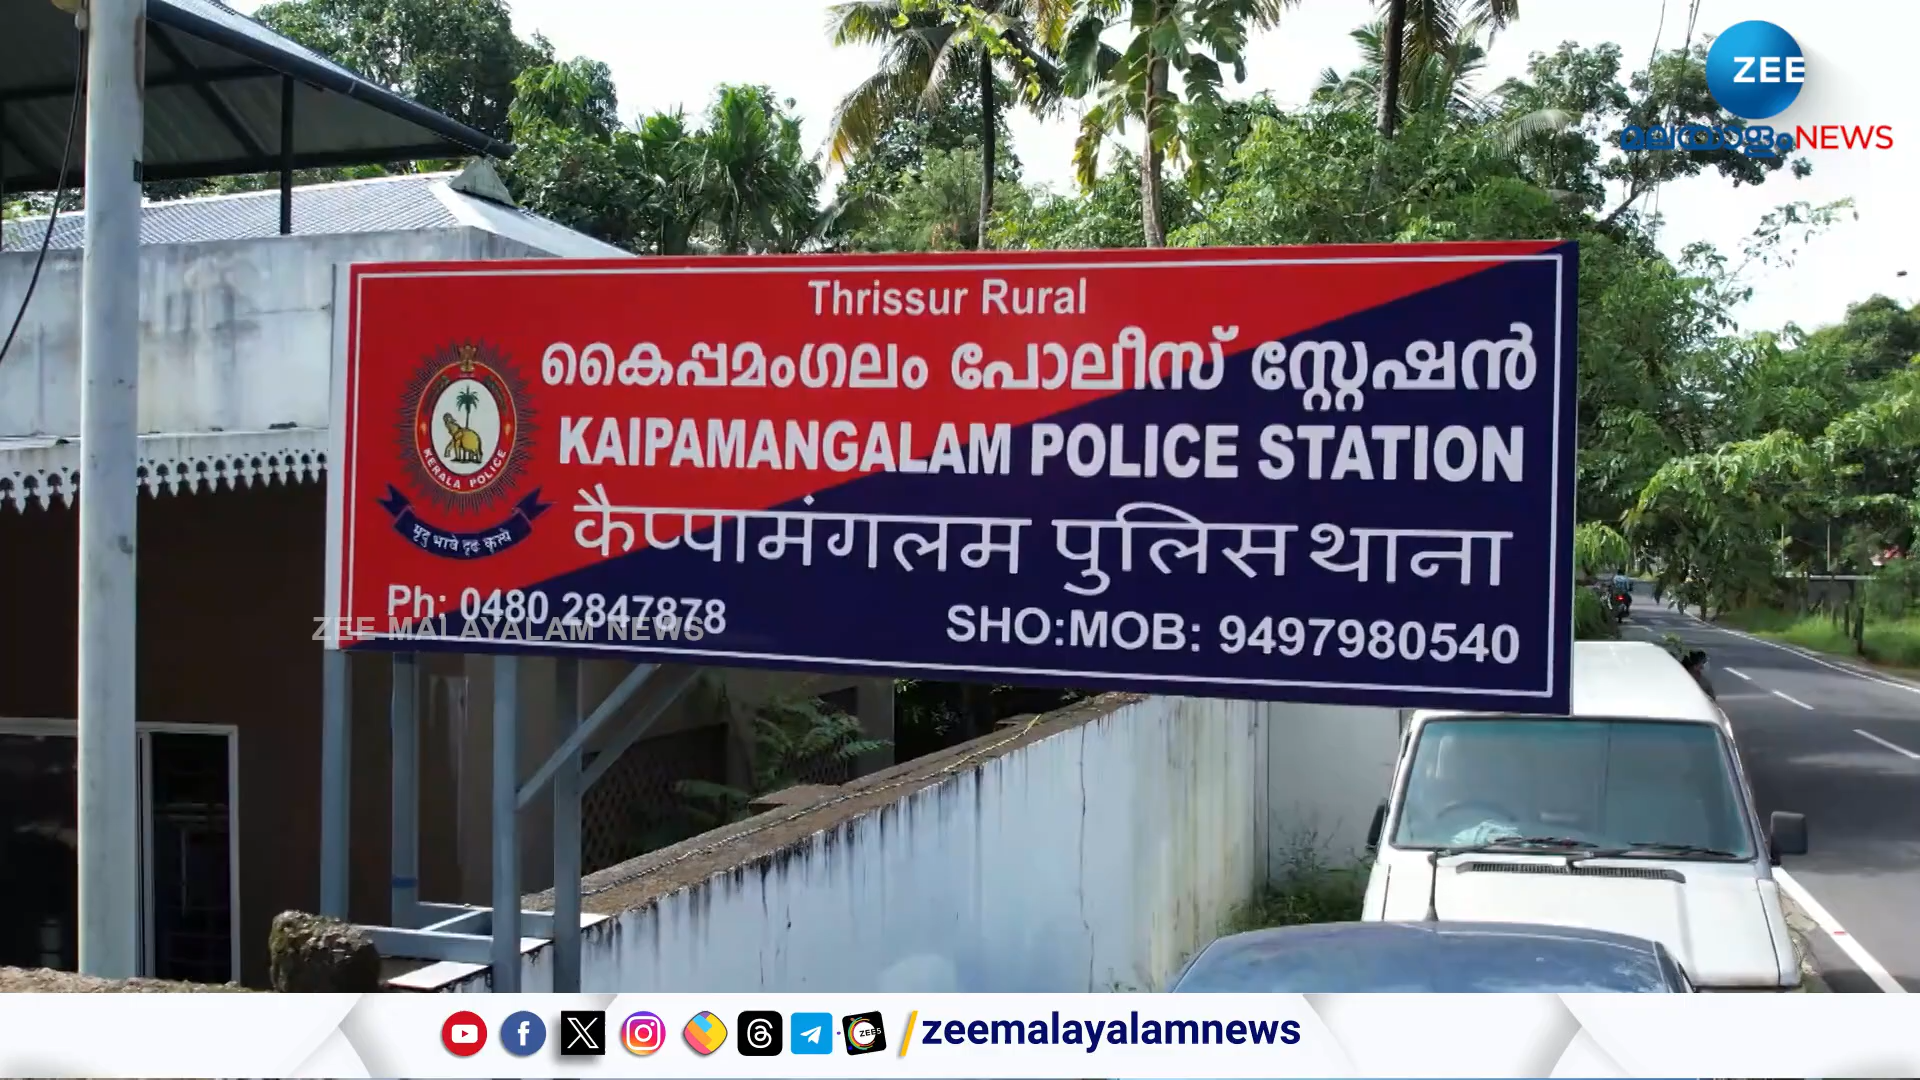 ZEE
മലയാളംNEWS
Thrissur Rural
കൈപ്പമംഗലം പോലീസ് സ്റ്റേഷൻ
KAIPAMANGALAM POLICE STATION
कैप्पामंगलम पुलिस थाना
KERALA POLICE
मृदु भावे दृढ कृत्ये
Ph: 0480 2847878
SHO:MOB: 9497980540
ZEE MALAYALAM NEWS
ZEE5
zeemalayalamnews